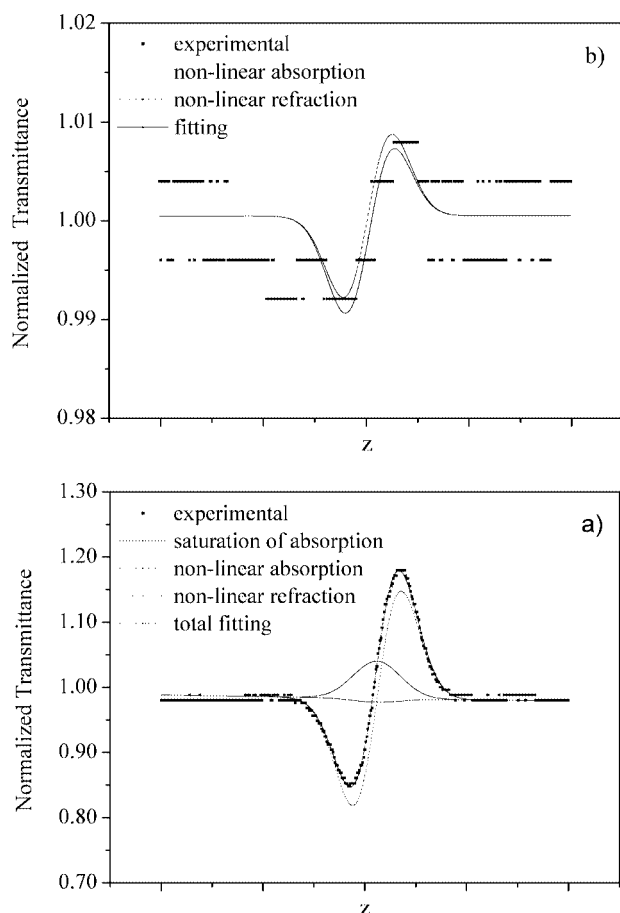 1.02
experimental
b)
non-linear absorption
non-linear refraction
fitting
1.01
1.00
0.99
0.98
Normalized Transmittance
z
1.30
experimental
a)
saturation of absorption
non-linear absorption
non-linear refraction
total fitting
1.20
1.10
1.00
0.90
0.80
0.70
Normalized Transmittance
z